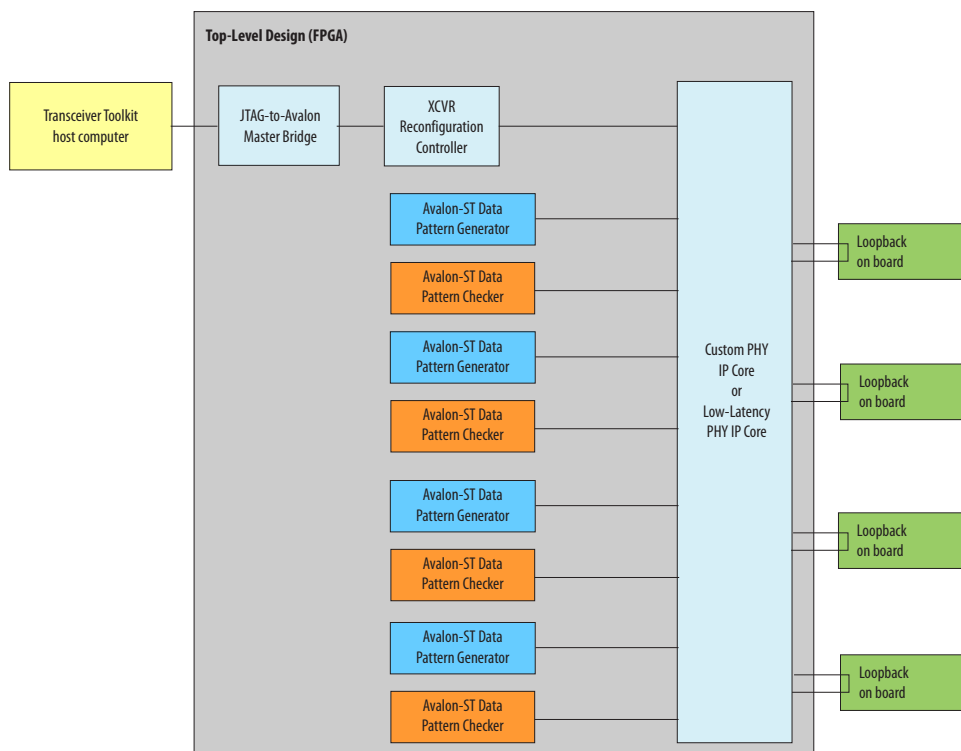 Top-Level Design (FPGA)
Transceiver Toolkit
host computer
JTAG-to-Avalon
Master Bridge
XCVR
Reconfiguration
Controller
Avalon-ST Data
Pattern Generator
Avalon-ST Data
Pattern Checker
Avalon-ST Data
Pattern Generator
Avalon-ST Data
Pattern Checker
Avalon-ST Data
Pattern Generator
Avalon-ST Data
Pattern Checker
Avalon-ST Data
Pattern Generator
Avalon-ST Data
Pattern Checker
Custom PHY
IP Core
or
Low-Latency
PHY IP Core
Loopback
on board
Loopback
on board
Loopback
on board
Loopback
on board